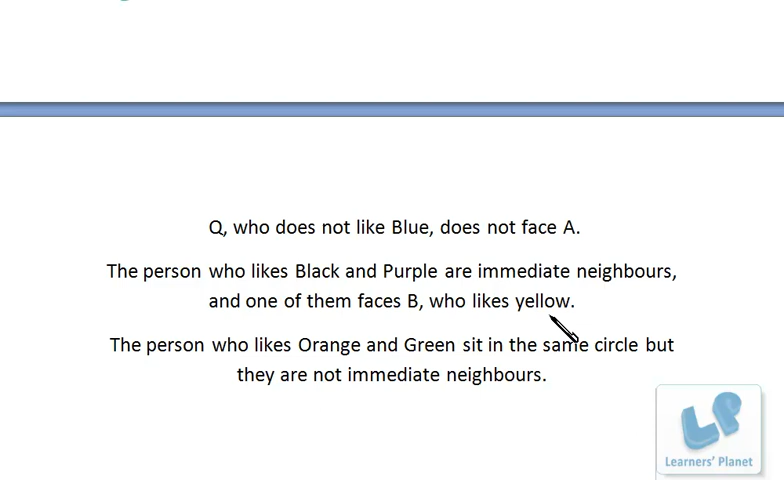 Q, who does not like Blue, does not face A.
The person who likes Black and Purple are immediate neighbours,
and one of them faces B, who likes yellow.
The person who likes Orange and Green sit in the same circle but
they are not immediate neighbours.
LP
Learners' Planet